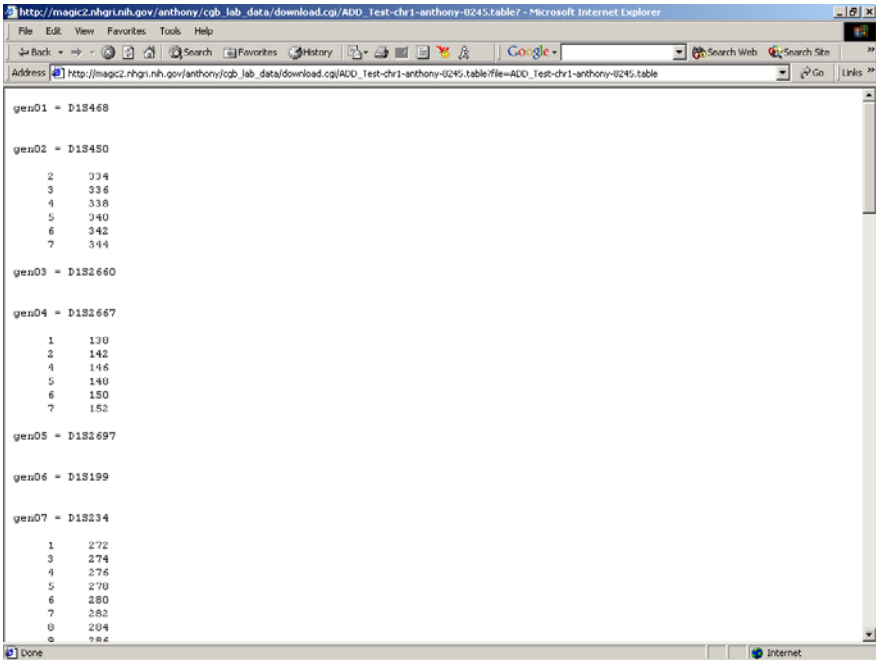 http://magic2.nhgri.nih.gov/anthony/cgb_lab_data/download.cgi/ADD_Test-chr1-anthony-8245.table? - Microsoft Internet Explorer
File Edit View Favorites Tools Help
Back Search Favorites History Google Search Web Search Site »
Address http://magic2.nhgri.nih.gov/anthony/cgb_lab_data/download.cgi/ADD_Test-chr1-anthony-8245.table?file=ADD_Test-chr1-anthony-8245.table Go Links »
gen01 = D1S468
gen02 = D1S450
2 334
3 336
4 338
5 340
6 342
7 344
gen03 = D1S2660
gen04 = D1S2667
1 138
2 142
4 146
5 148
6 150
7 152
gen05 = D1S2697
gen06 = D1S199
gen07 = D1S234
1 272
3 274
4 276
5 278
6 280
7 282
8 284
9 286
Done Internet